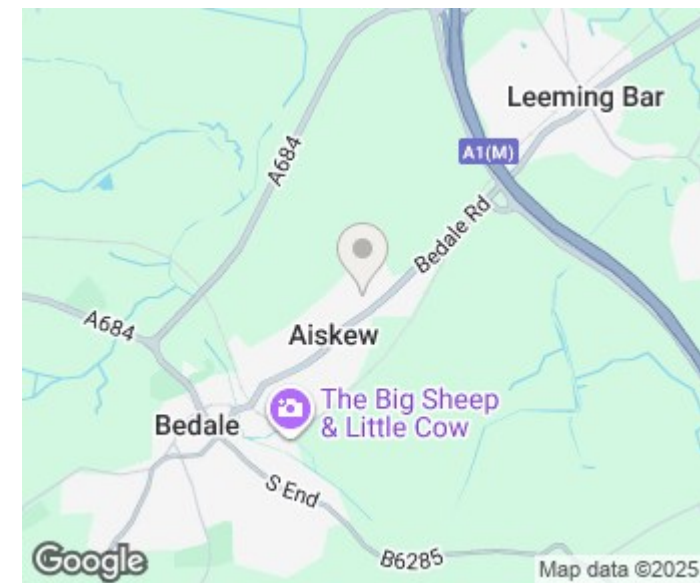 Leeming Bar
A1(M)
A684
Bedale Rd
A684
Aiskew
The Big Sheep
& Little Cow
Bedale
S End
B6285
Google
Map data ©2025